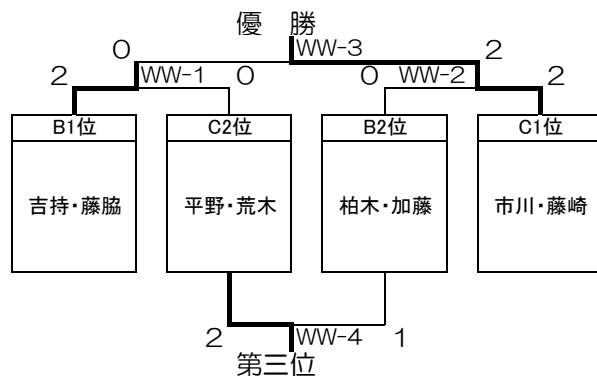 優 勝
0 WW-3 2
2 WW-1 0 0 WW-2 2
B1位 C2位 B2位 C1位
吉持・藤脇 平野・荒木 柏木・加藤 市川・藤崎
2 WW-4 1
第三位